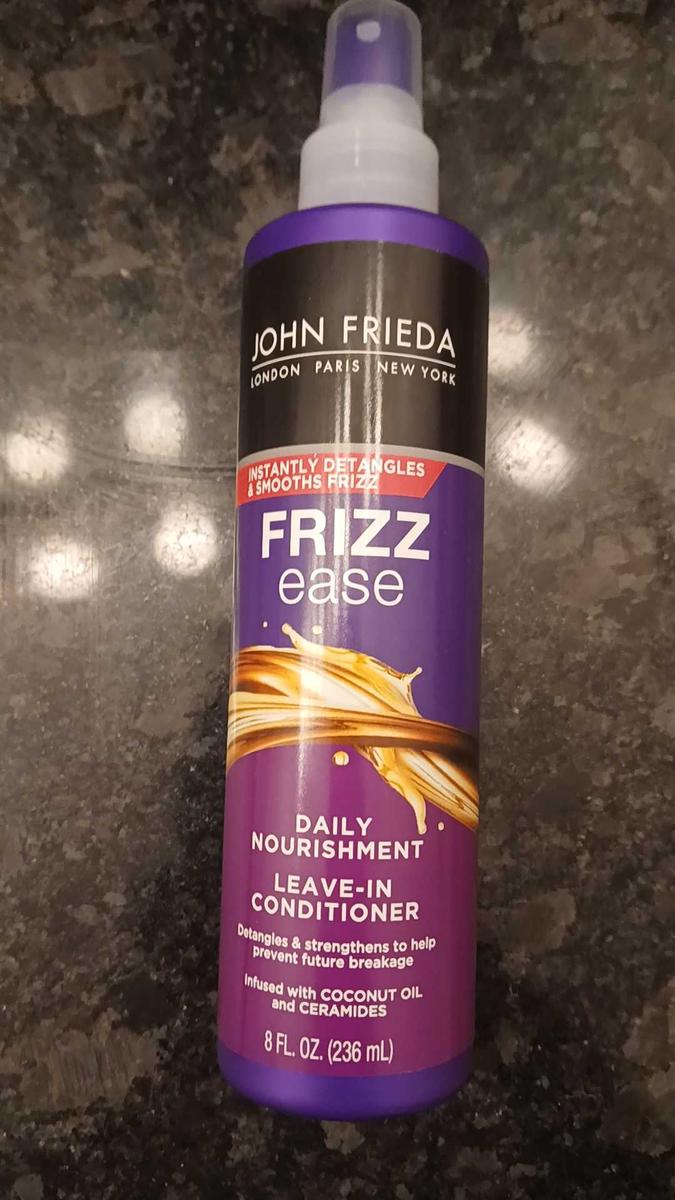 JOHN FRIEDA
LONDON PARIS NEW YORK
INSTANTLY DETANGLES
& SMOOTHS FRIZZ
FRIZZ
ease
DAILY
NOURISHMENT
LEAVE-IN
CONDITIONER
Detangles & strengthens to help
prevent future breakage
Infused with COCONUT OIL
and CERAMIDES
8 FL. OZ. (236 mL)